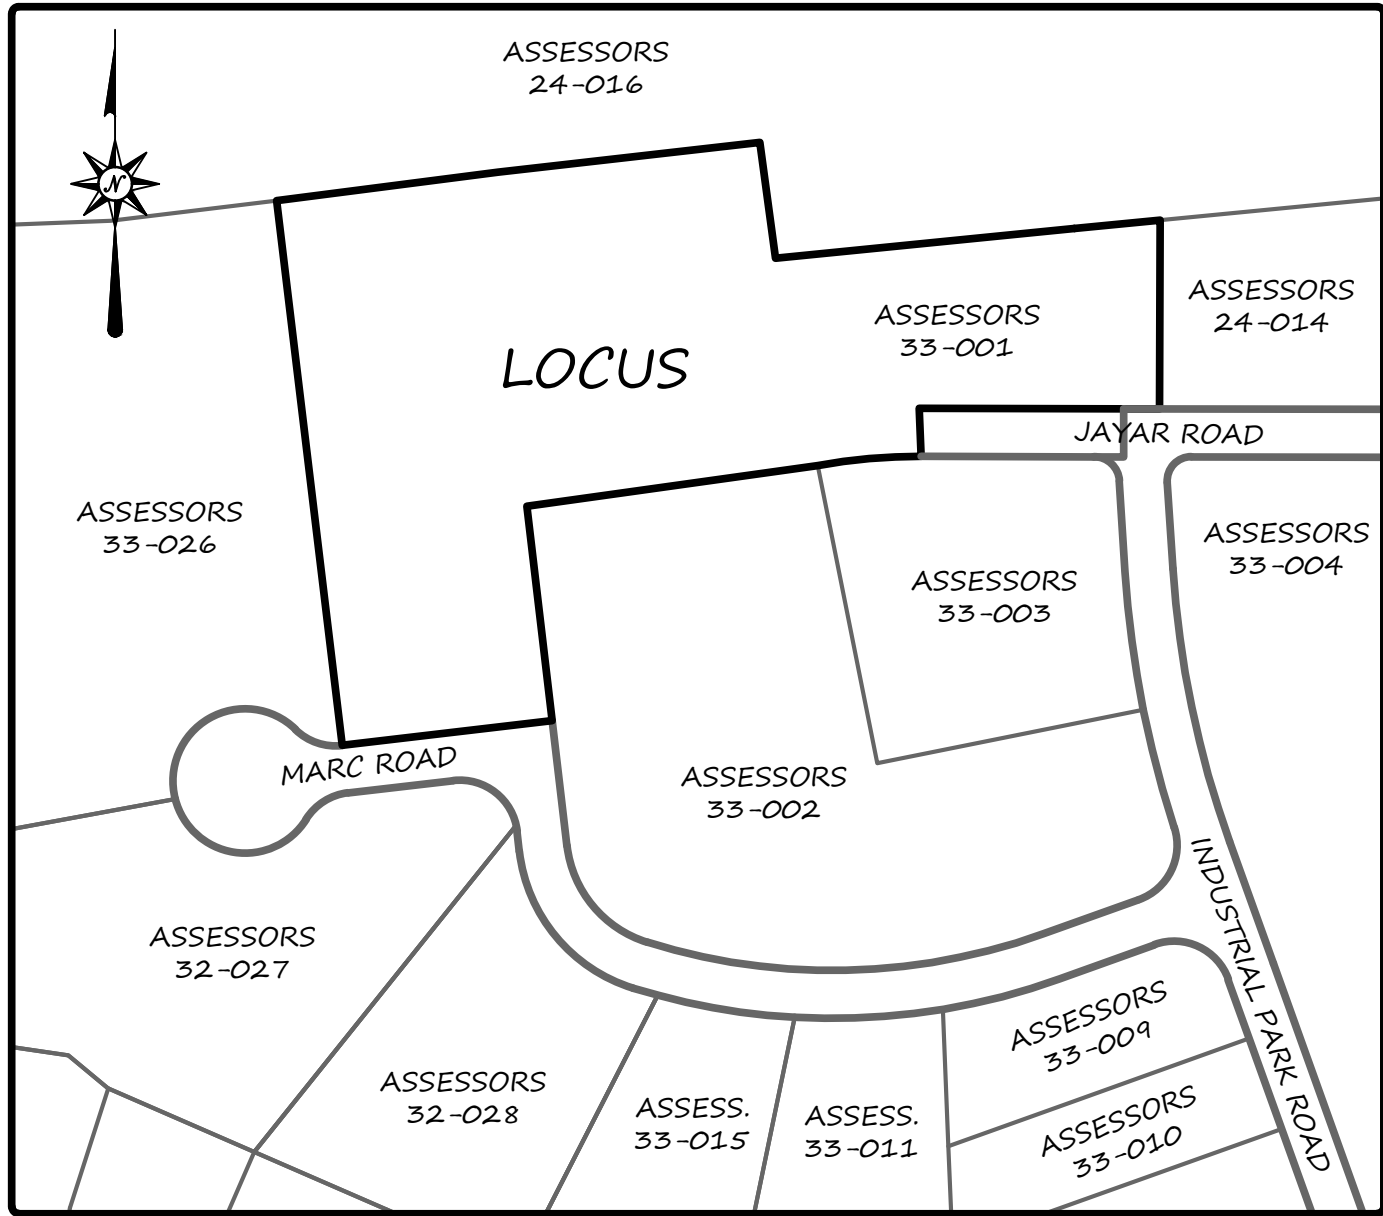 ASSESSORS
24-016
N
ASSESSORS
24-014
ASSESSORS
33-001
LOCUS
JAYAR ROAD
ASSESSORS
33-026
ASSESSORS
33-004
ASSESSORS
33-003
MARC ROAD
ASSESSORS
33-002
INDUSTRIAL PARK ROAD
ASSESSORS
32-027
ASSESSORS
33-009
ASSESSORS
32-028
ASSESS.
33-015
ASSESS.
33-011
ASSESSORS
33-010